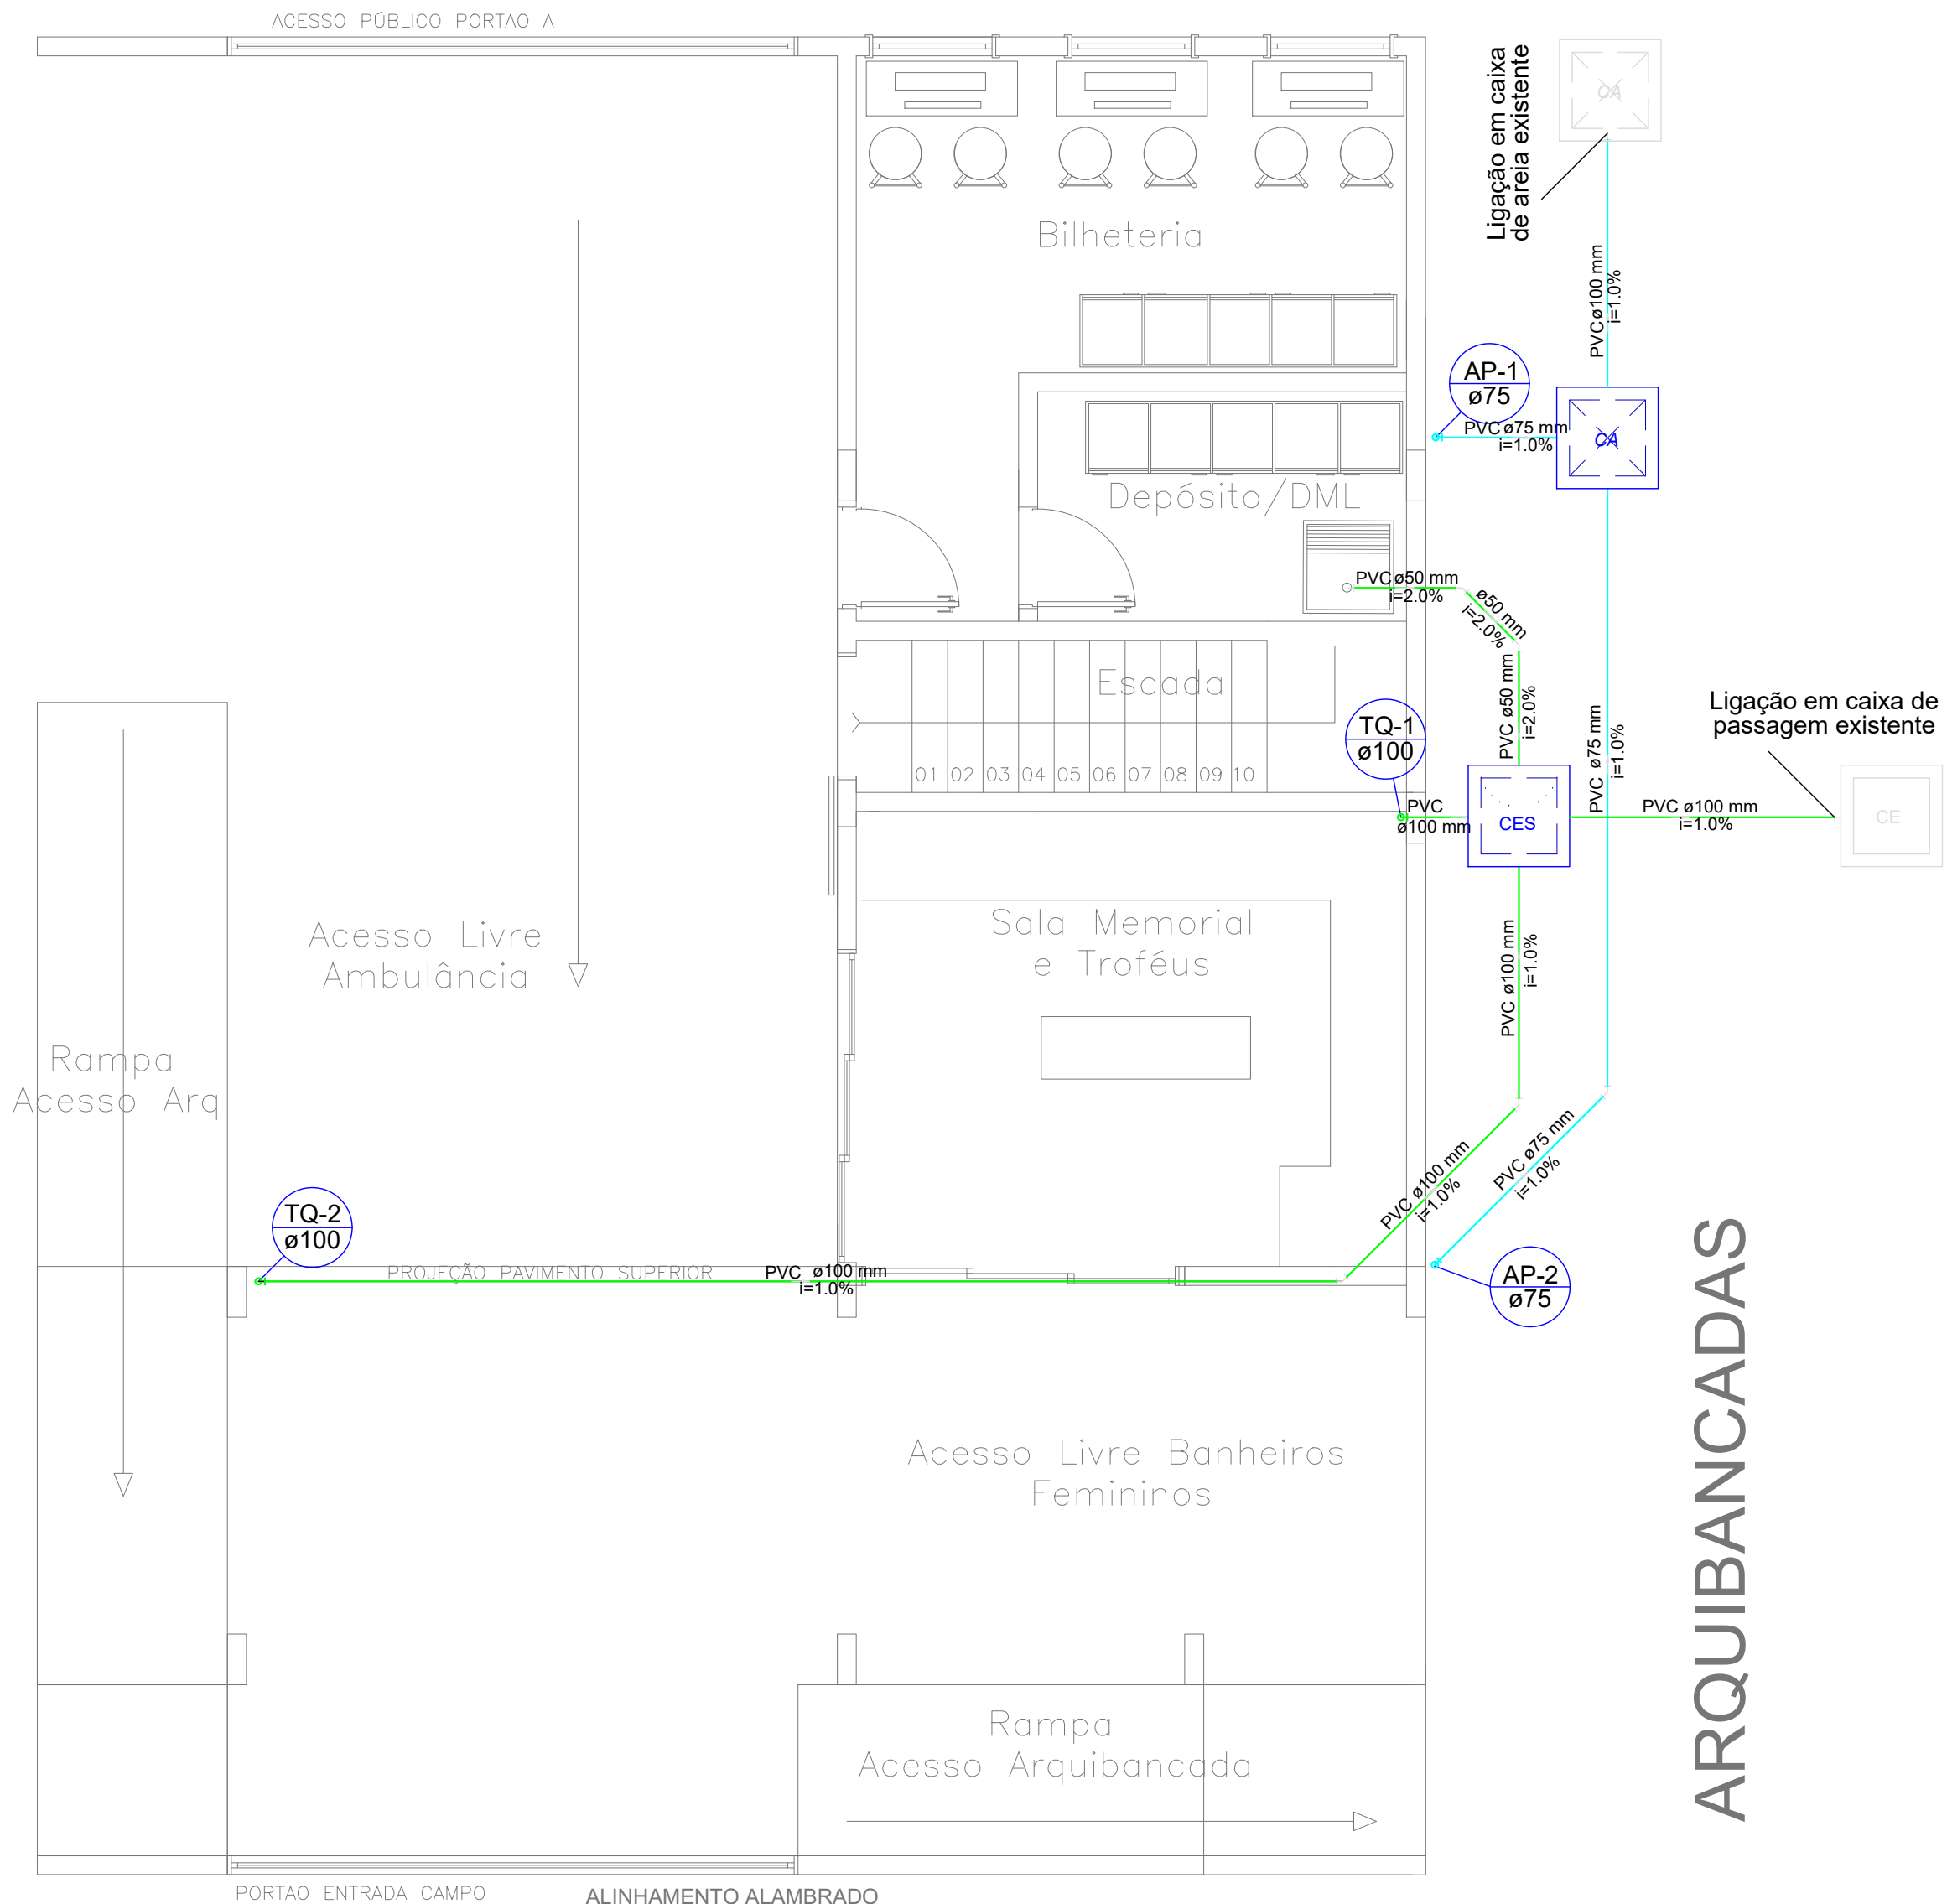 ACESSO PÚBLICO PORTAO A
Ligação em caixa
de areia existente
CA
Bilheteria
PVC ø100 mm
i=1.0%
AP-1
ø75
PVC ø75 mm
i=1.0%
CA
Depósito/DML
PVC ø50 mm
i=2.0%
ø50 mm
i=2.0%
PVC ø50 mm
i=2.0%
Escada
01 02 03 04 05 06 07 08 09 10
TQ-1
ø100
PVC
ø100 mm
CES
PVC ø75 mm
i=1.0%
Ligação em caixa de
passagem existente
PVC ø100 mm
i=1.0%
CE
Acesso Livre
Ambulância
Sala Memorial
e Troféus
PVC ø100 mm
i=1.0%
Rampa
Acesso Arq
PVC ø100 mm
i=1.0%
PVC ø75 mm
i=1.0%
TQ-2
ø100
PROJEÇÃO PAVIMENTO SUPERIOR
PVC ø100 mm
i=1.0%
AP-2
ø75
ARQUIBANCADAS
Acesso Livre Banheiros
Femininos
Rampa
Acesso Arquibancada
PORTAO ENTRADA CAMPO
ALINHAMENTO ALAMBRADO